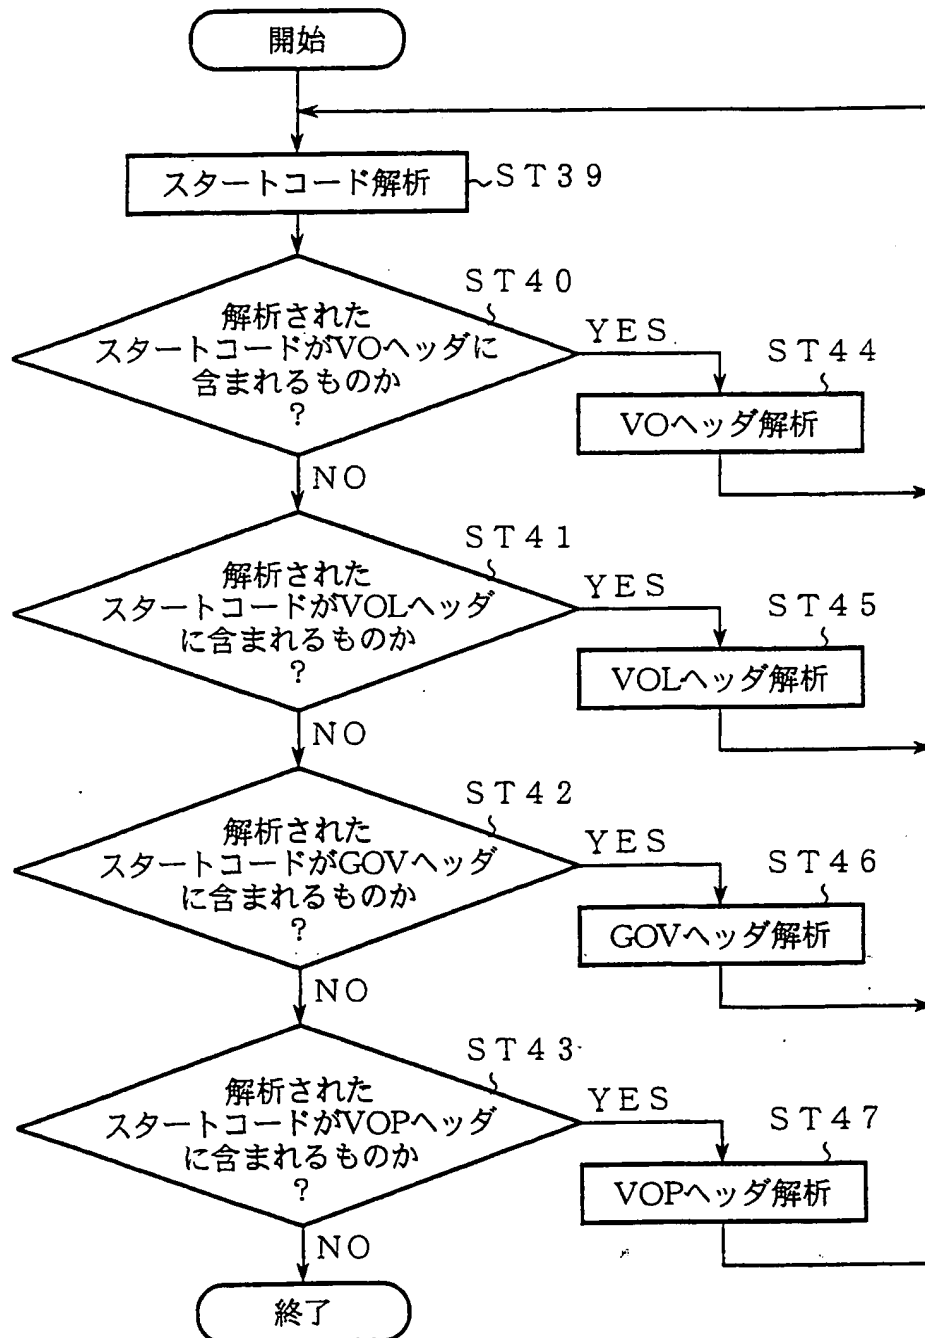 開始
スタートコード解析
ST39
ST40
解析された
スタートコードがVOヘッダに
含まれるものか
?
YES
ST44
VOヘッダ解析
NO
ST41
解析された
スタートコードがVOLヘッダ
に含まれるものか
?
YES
ST45
VOLヘッダ解析
NO
ST42
解析された
スタートコードがGOVヘッダ
に含まれるものか
?
YES
ST46
GOVヘッダ解析
NO
ST43
解析された
スタートコードがVOPヘッダ
に含まれるものか
?
YES
ST47
VOPヘッダ解析
NO
終了